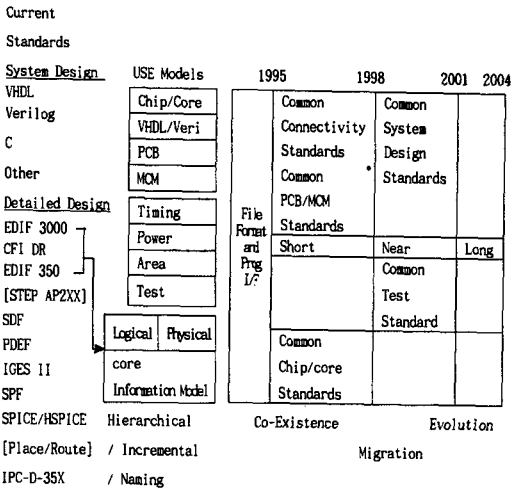 Current
Standards
System Design
VHDL
Verilog
C
Other
Detailed Design
EDIF 3000
CFI DR
EDIF 350
[STEP AP2XX]
SDF
PDEF
IGES II
SPF
SPICE/HSPICE
[Place/Route]
IPC-D-35X
USE Models
Chip/Core
VHDL/Veri
PCB
MCM
Timing
Power
Area
Test
Logical Physical
core
Information Model
Hierarchical
/ Incremental
/ Naming
1995 1998 2001 2004
File
Format
and
Prog
I/F
Common
Connectivity
Standards
Common
PCB/MCM
Standards
Common
System
Design
Standards
Short Near Long
Common
Test
Standard
Common
Chip/core
Standards
Co-Existence Evolution
Migration